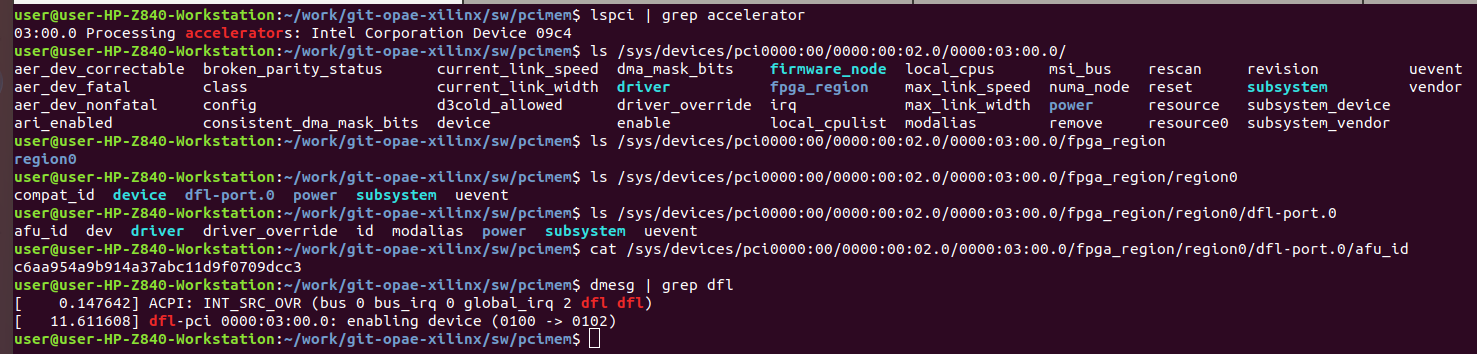 user@user-HP-Z840-Workstation:~/work/git-opae-xilinx/sw/pcimem$ lspci | grep accelerator
03:00.0 Processing accelerators: Intel Corporation Device 09c4
user@user-HP-Z840-Workstation:~/work/git-opae-xilinx/sw/pcimem$ ls /sys/devices/pci0000:00/0000:00:02.0/0000:03:00.0/
aer_dev_correctable  broken_parity_status      current_link_speed  dma_mask_bits    firmware_node  local_cpus      msi_bus    rescan     revision          uevent
aer_dev_fatal        class                     current_link_width  driver           fpga_region    max_link_speed  numa_node  reset      subsystem         vendor
aer_dev_nonfatal     config                    d3cold_allowed      driver_override  irq            max_link_width  power      resource   subsystem_device
ari_enabled          consistent_dma_mask_bits  device              enable           local_cpulist  modalias        remove     resource0  subsystem_vendor
user@user-HP-Z840-Workstation:~/work/git-opae-xilinx/sw/pcimem$ ls /sys/devices/pci0000:00/0000:00:02.0/0000:03:00.0/fpga_region
region0
user@user-HP-Z840-Workstation:~/work/git-opae-xilinx/sw/pcimem$ ls /sys/devices/pci0000:00/0000:00:02.0/0000:03:00.0/fpga_region/region0
compat_id  device  dfl-port.0  power  subsystem  uevent
user@user-HP-Z840-Workstation:~/work/git-opae-xilinx/sw/pcimem$ ls /sys/devices/pci0000:00/0000:00:02.0/0000:03:00.0/fpga_region/region0/dfl-port.0
afu_id  dev  driver  driver_override  id  modalias  power  subsystem  uevent
user@user-HP-Z840-Workstation:~/work/git-opae-xilinx/sw/pcimem$ cat /sys/devices/pci0000:00/0000:00:02.0/0000:03:00.0/fpga_region/region0/dfl-port.0/afu_id
c6aa954a9b914a37abc11d9f0709dcc3
user@user-HP-Z840-Workstation:~/work/git-opae-xilinx/sw/pcimem$ dmesg | grep dfl
[    0.147642] ACPI: INT_SRC_OVR (bus 0 bus_irq 0 global_irq 2 dfl dfl)
[   11.611608] dfl-pci 0000:03:00.0: enabling device (0100 -> 0102)
user@user-HP-Z840-Workstation:~/work/git-opae-xilinx/sw/pcimem$